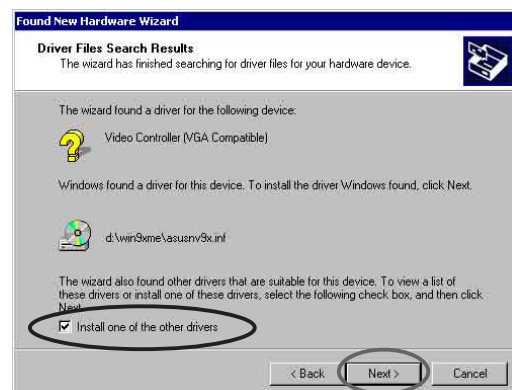 Found New Hardware Wizard
Driver Files Search Results
The wizard has finished searching for driver files for your hardware device.
The wizard found a driver for the following device:
Video Controller (VGA Compatible)
Windows found a driver for this device. To install the driver Windows found, click Next.
d:\win9xme\asusnv9x.inf
The wizard also found other drivers that are suitable for this device. To view a list of
these drivers or install one of these drivers, select the following check box, and then click
Next.
Install one of the other drivers
< Back
Next >
Cancel